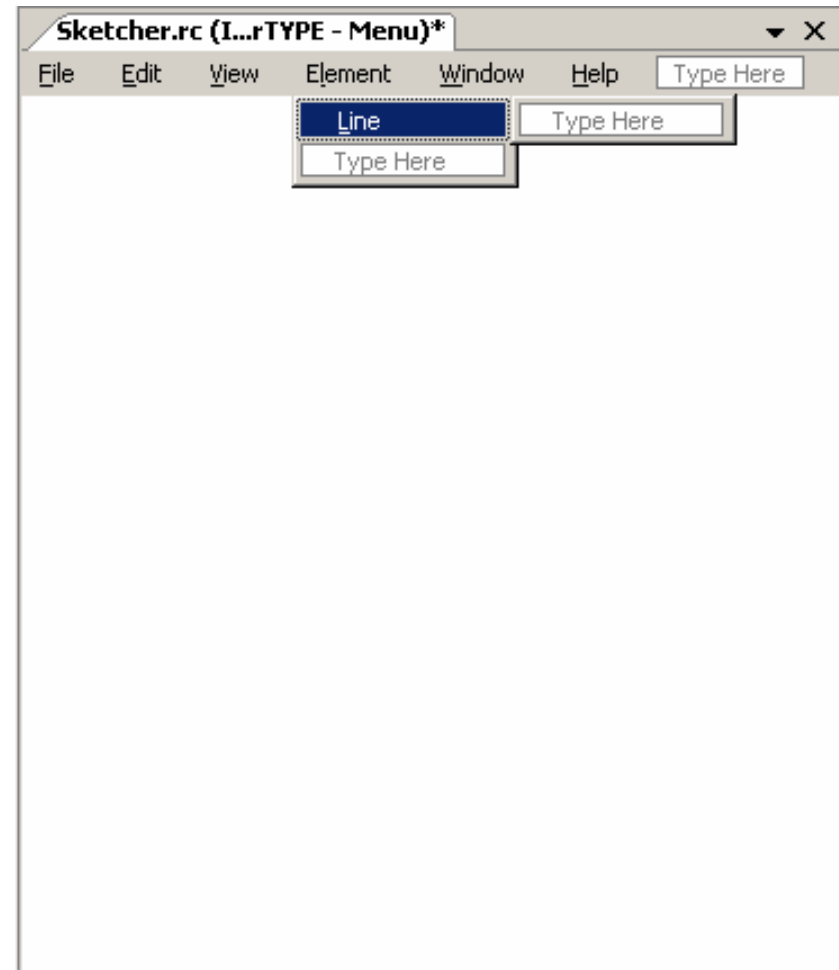 Sketcher.rc (I...rTYPE - Menu)*
File Edit View Element Window Help Type Here
Line Type Here
Type Here